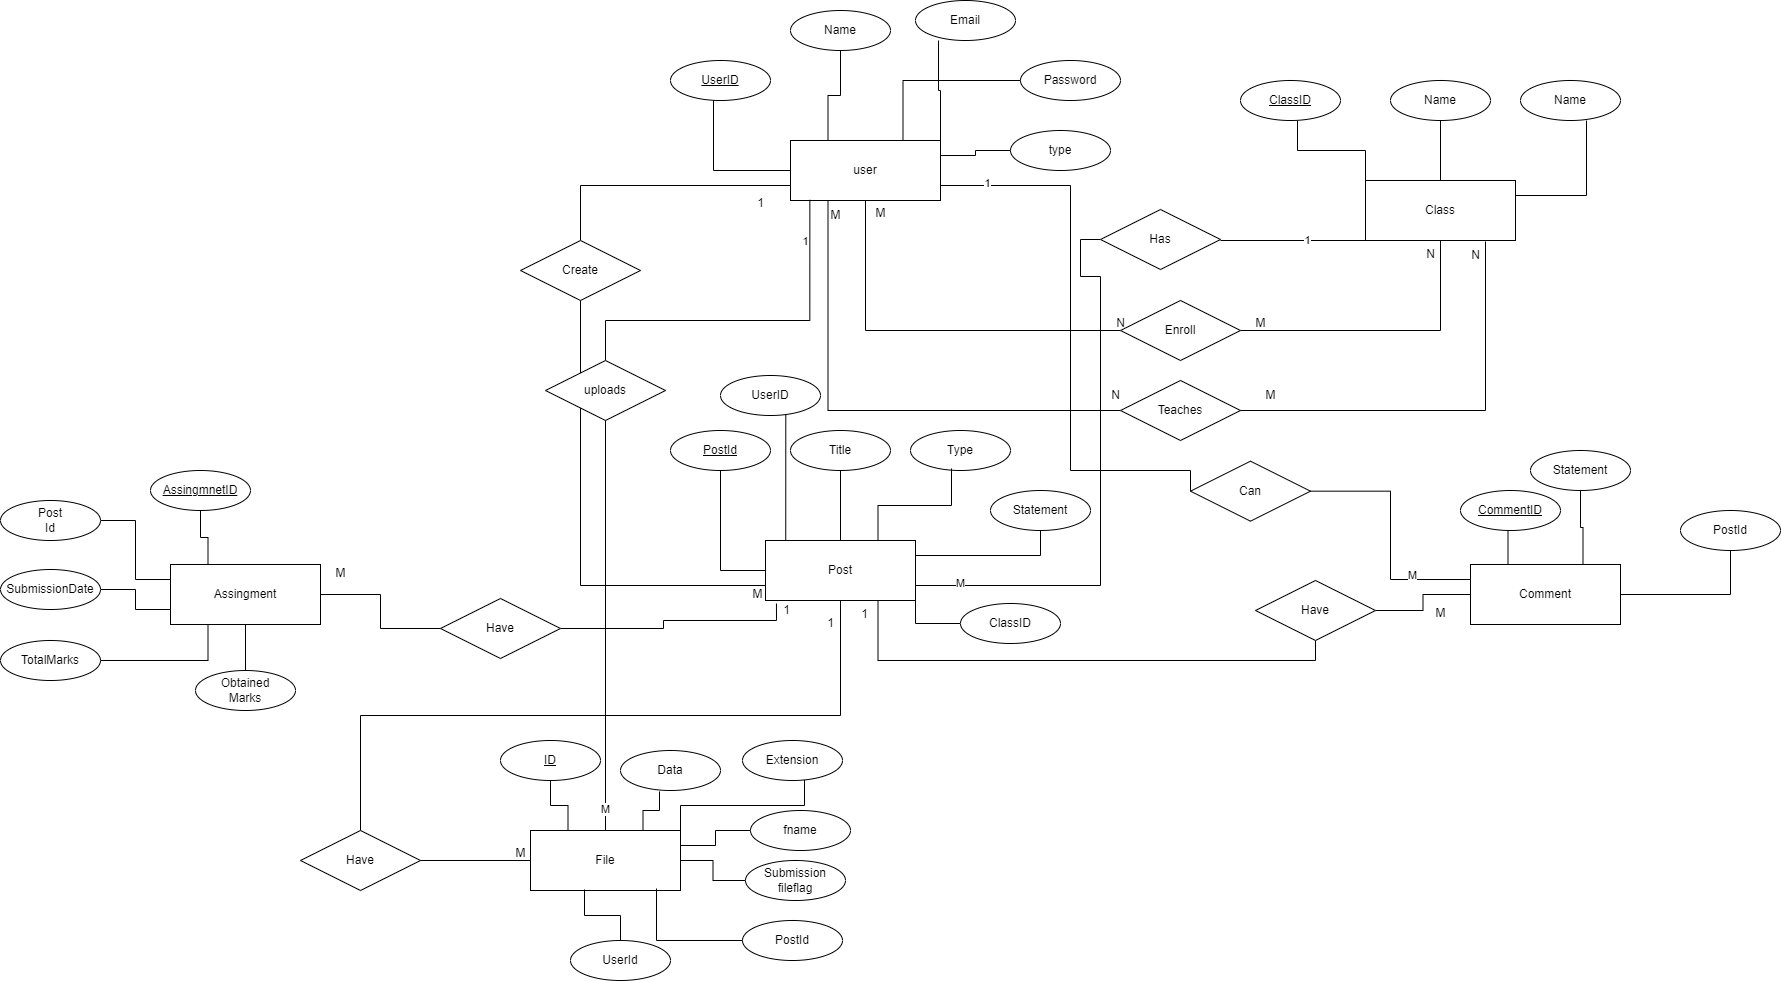 Email
Name
UserID
Password
ClassID
Name
Name
type
user
1
1
M
M
Class
Has
1
1
N
N
Create
N
Enroll
M
uploads
UserID
N
Teaches
M
PostId
Title
Type
Can
Statement
AssingmnetID
Post
Id
Statement
CommentID
PostId
Post
M
M
M
SubmissionDate
Assingment
M
Comment
1
1
1
Have
M
ClassID
Have
TotalMarks
Obtained
Marks
ID
Data
Extension
M
fname
M
Have
File
Submission
fileflag
PostId
UserId